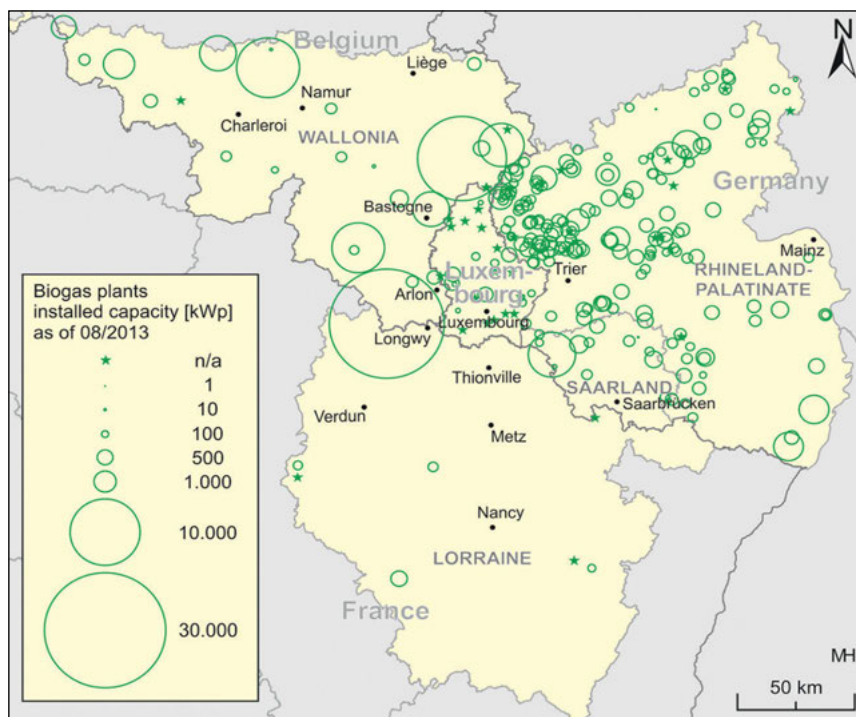 Belgium
N
Liège
Namur
Charleroi
WALLONIA
Germany
Bastogne
Mainz
Trier
Luxem-
bourg
RHINELAND-
PALATINATE
Arlon
Luxembourg
Longwy
Thionville
SAARLAND
Saarbrücken
Verdun
Metz
Nancy
LORRAINE
France
Biogas plants
installed capacity [kWp]
as of 08/2013
n/a
1
10
100
500
1.000
10.000
30.000
MH
50 km